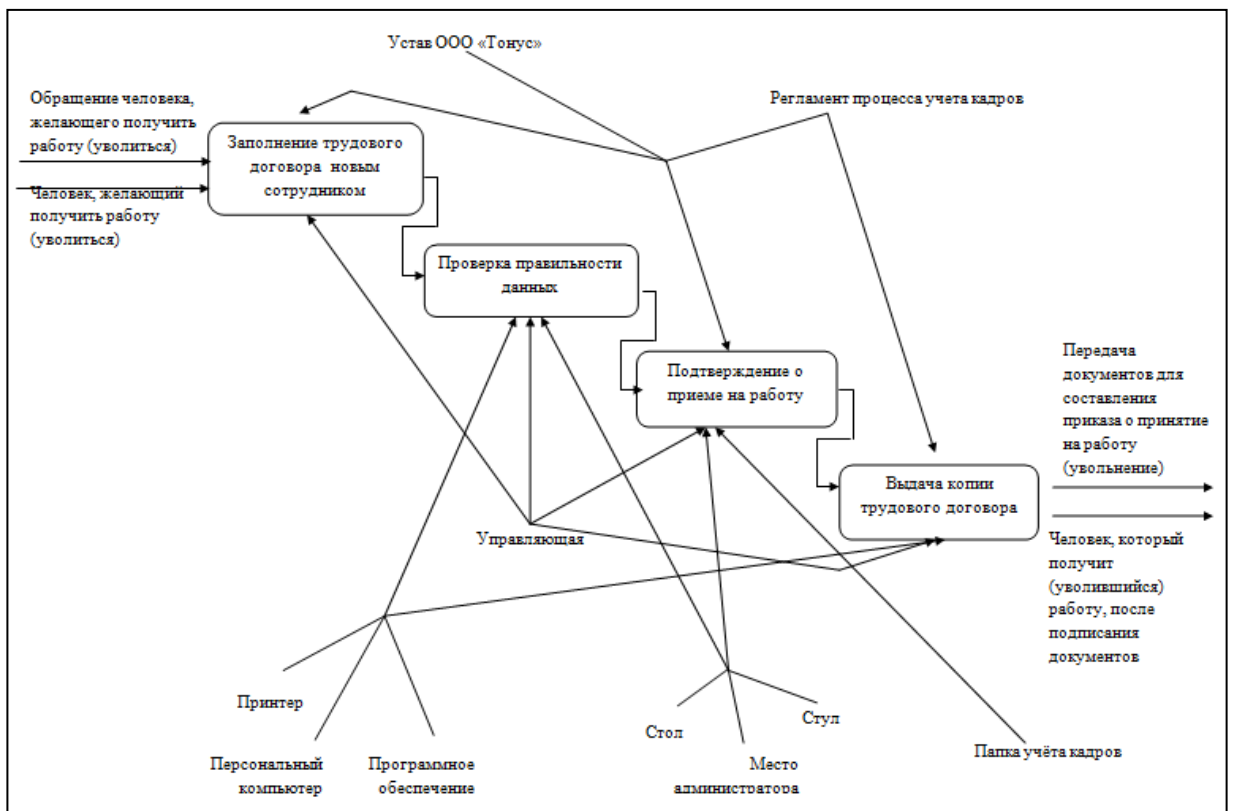 Устав ООО «Тонус»
Обращение человека,
желающего получить
работу (уволиться)
Регламент процесса учета кадров
Заполнение трудового
договора новым
сотрудником
Человек, желающий
получить работу
(уволиться)
Проверка правильности
данных
Подтверждение о
приеме на работу
Передача
документов для
составления
приказа о принятие
на работу
(увольнение)
Выдача копии
трудового договора
Управляющая
Человек, который
получит
(уволившийся)
работу, после
подписания
документов
Принтер
Персональный
компьютер
Программное
обеспечение
Стол
Стул
Место
администратора
Папка учёта кадров